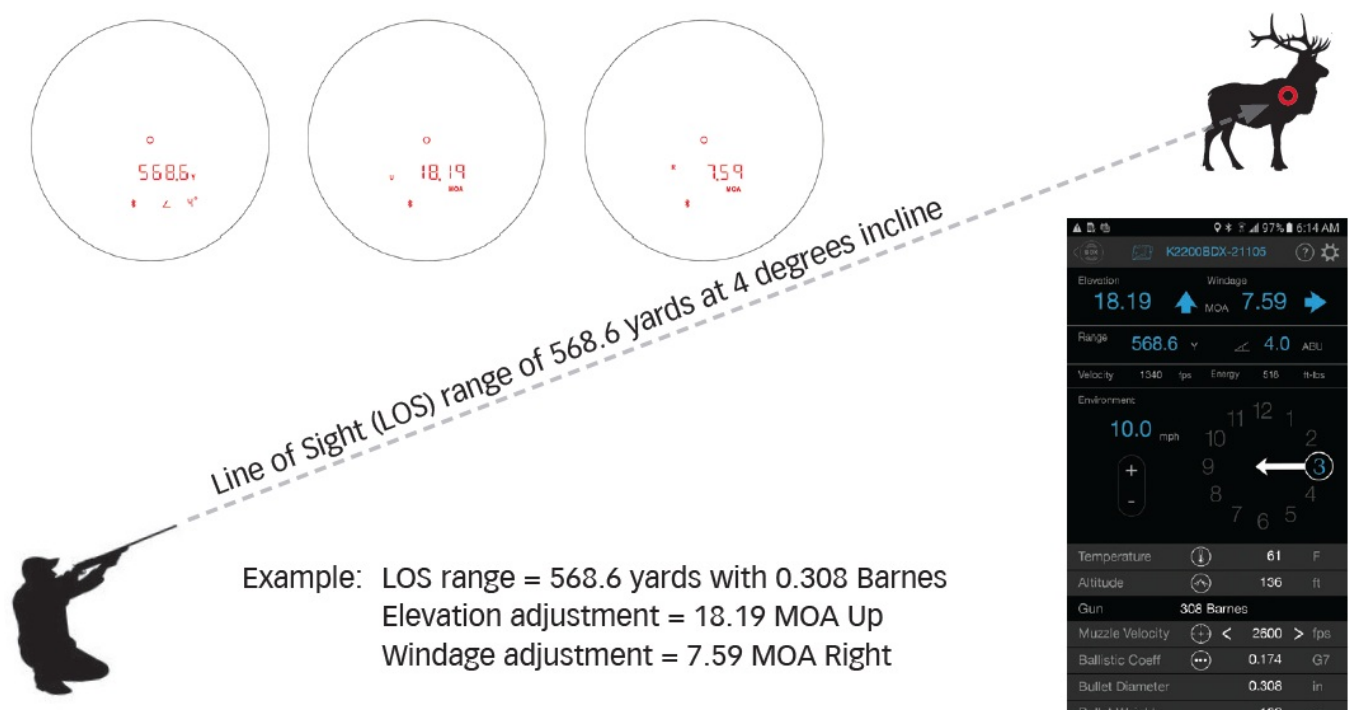 568.6Y
4°
18.19
MOA
7.59
MOA
Line of Sight (LOS) range of 568.6 yards at 4 degrees incline
97% 6:14 AM
BDX K2200BDX-21105 ?
Elevation Windage
18.19 MOA 7.59
Range 568.6 Y 4.0 ABU
Velocity 1340 fps Energy 516 ft-lbs
Environment
10.0 mph
+
-
12
11 1
10 2
9 3
8 4
7 5
6
Temperature 61 F
Altitude 136 ft
Gun 308 Barnes
Muzzle Velocity < 2600 > fps
Ballistic Coeff 0.174 G7
Bullet Diameter 0.308 in
Example: LOS range = 568.6 yards with 0.308 Barnes
Elevation adjustment = 18.19 MOA Up
Windage adjustment = 7.59 MOA Right